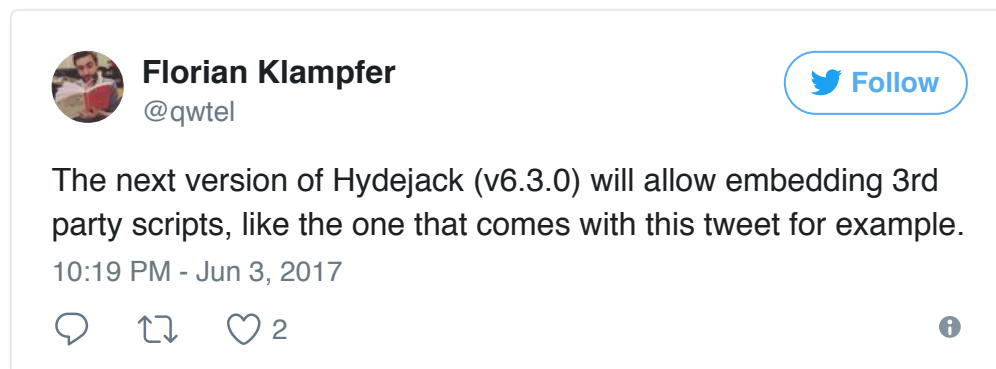 Florian Klampfer
@qwtel
Follow
The next version of Hydejack (v6.3.0) will allow embedding 3rd
party scripts, like the one that comes with this tweet for example.
10:19 PM - Jun 3, 2017
2